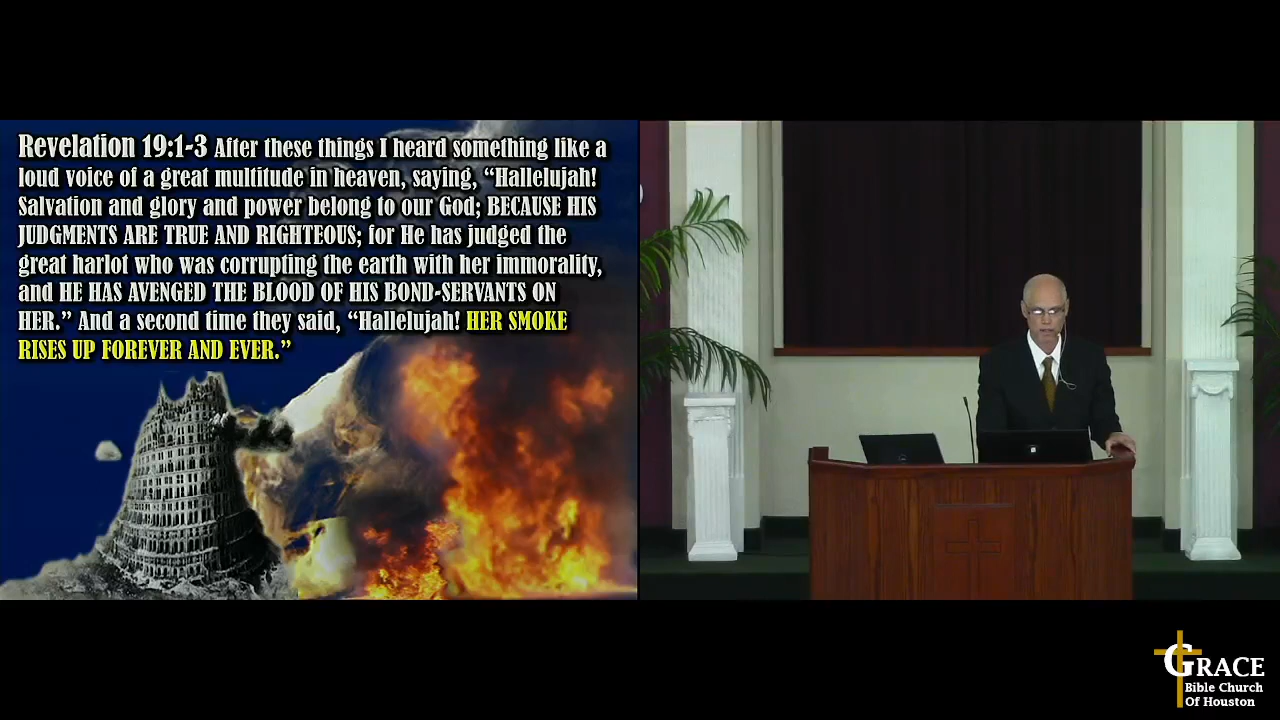 Revelation 19:1-3 After these things I heard something like a
loud voice of a great multitude in heaven, saying, “Hallelujah!
Salvation and glory and power belong to our God; BECAUSE HIS
JUDGMENTS ARE TRUE AND RIGHTEOUS; for He has judged the
great harlot who was corrupting the earth with her immorality,
and HE HAS AVENGED THE BLOOD OF HIS BOND-SERVANTS ON
HER.” And a second time they said, “Hallelujah! HER SMOKE
RISES UP FOREVER AND EVER.”
GRACE
Bible Church
Of Houston